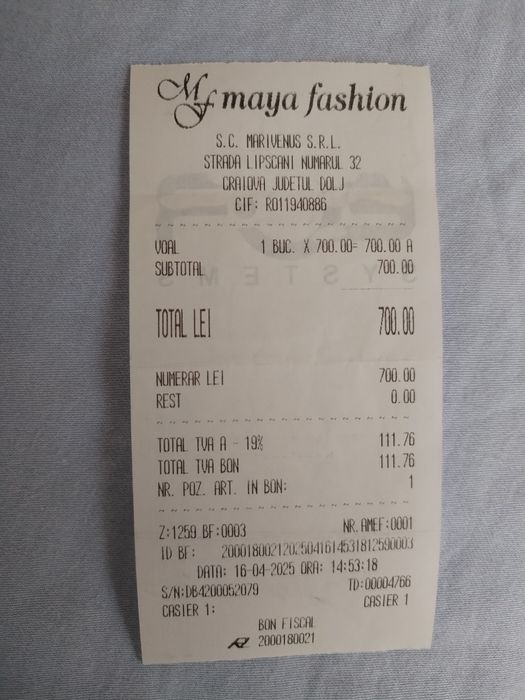 Mf maya fashion
S.C. MARIVENUS S.R.L.
STRADA LIPSCANI NUMARUL 32
CRAIOVA JUDETUL DOLJ
CIF: RO11940886
VOAL 1 BUC. X 700.00= 700.00 A
SUBTOTAL 700.00
TOTAL LEI 700.00
NUMERAR LEI 700.00
REST 0.00
TOTAL TVA A - 19% 111.76
TOTAL TVA BON 111.76
NR. POZ. ART. IN BON: 1
Z:1259 BF:0003 NR.AMEF:0001
ID BF: 20001800212025041614531812590003
DATA: 16-04-2025 ORA: 14:53:18
S/N:DB4200052079 TD:00004766
CASIER 1: CASIER 1
BON FISCAL
2000180021